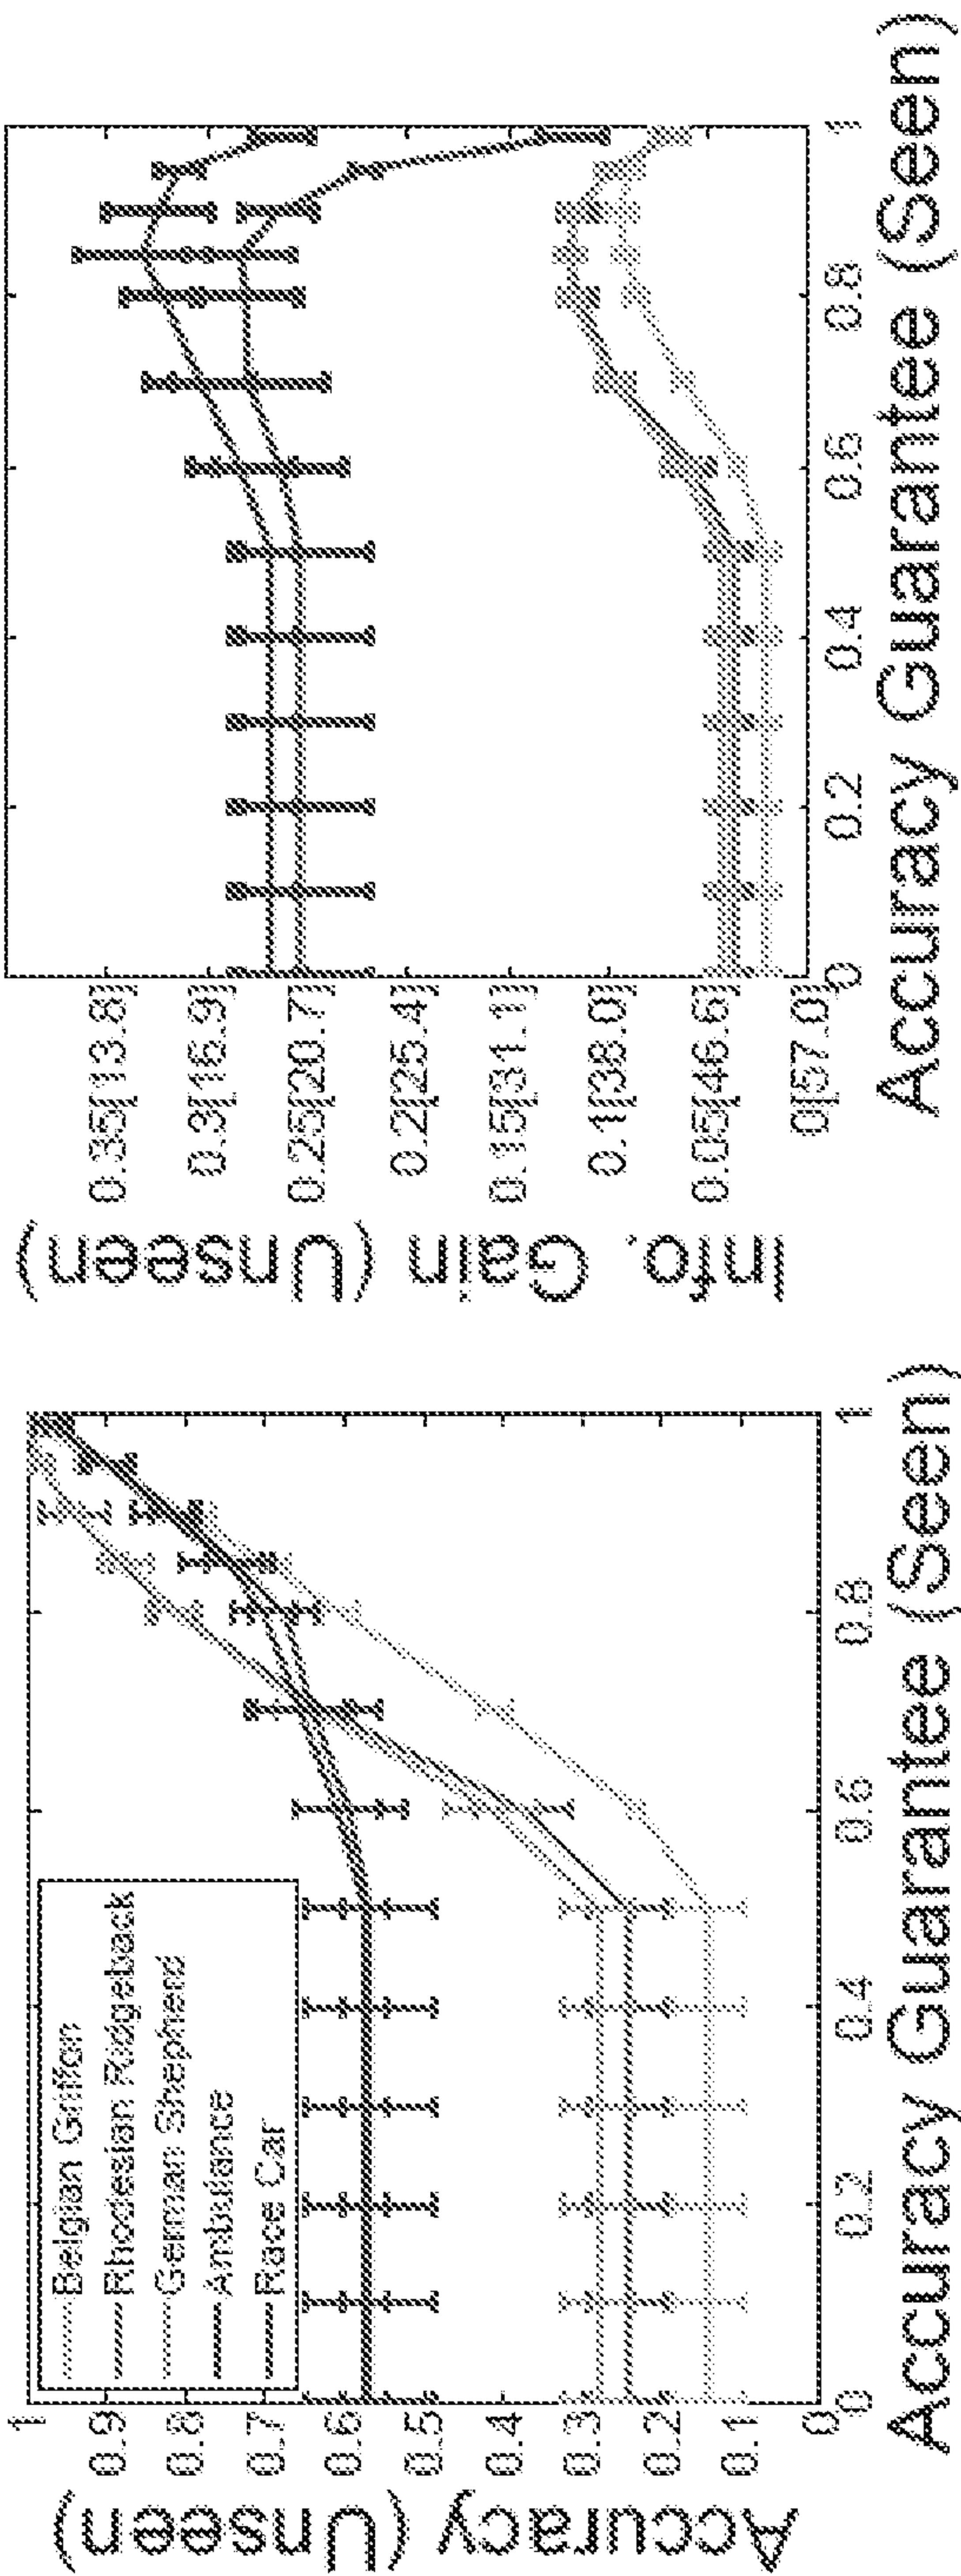 Accuracy (Unseen)
1
0.9
0.8
0.7
0.6
0.5
0.4
0.3
0.2
0.1
0
Belgian Griffon
Rhodesian Ridgeback
German Shepherd
Ambulance
Race Car
0 0.2 0.4 0.6 0.8 1
Accuracy Guarantee (Seen)
Info. Gain (Unseen)
0.35[13.8]
0.3[16.9]
0.25[20.7]
0.2[25.4]
0.15[31.1]
0.1[38.0]
0.05[46.6]
0[57.0]
0 0.2 0.4 0.6 0.8 1
Accuracy Guarantee (Seen)